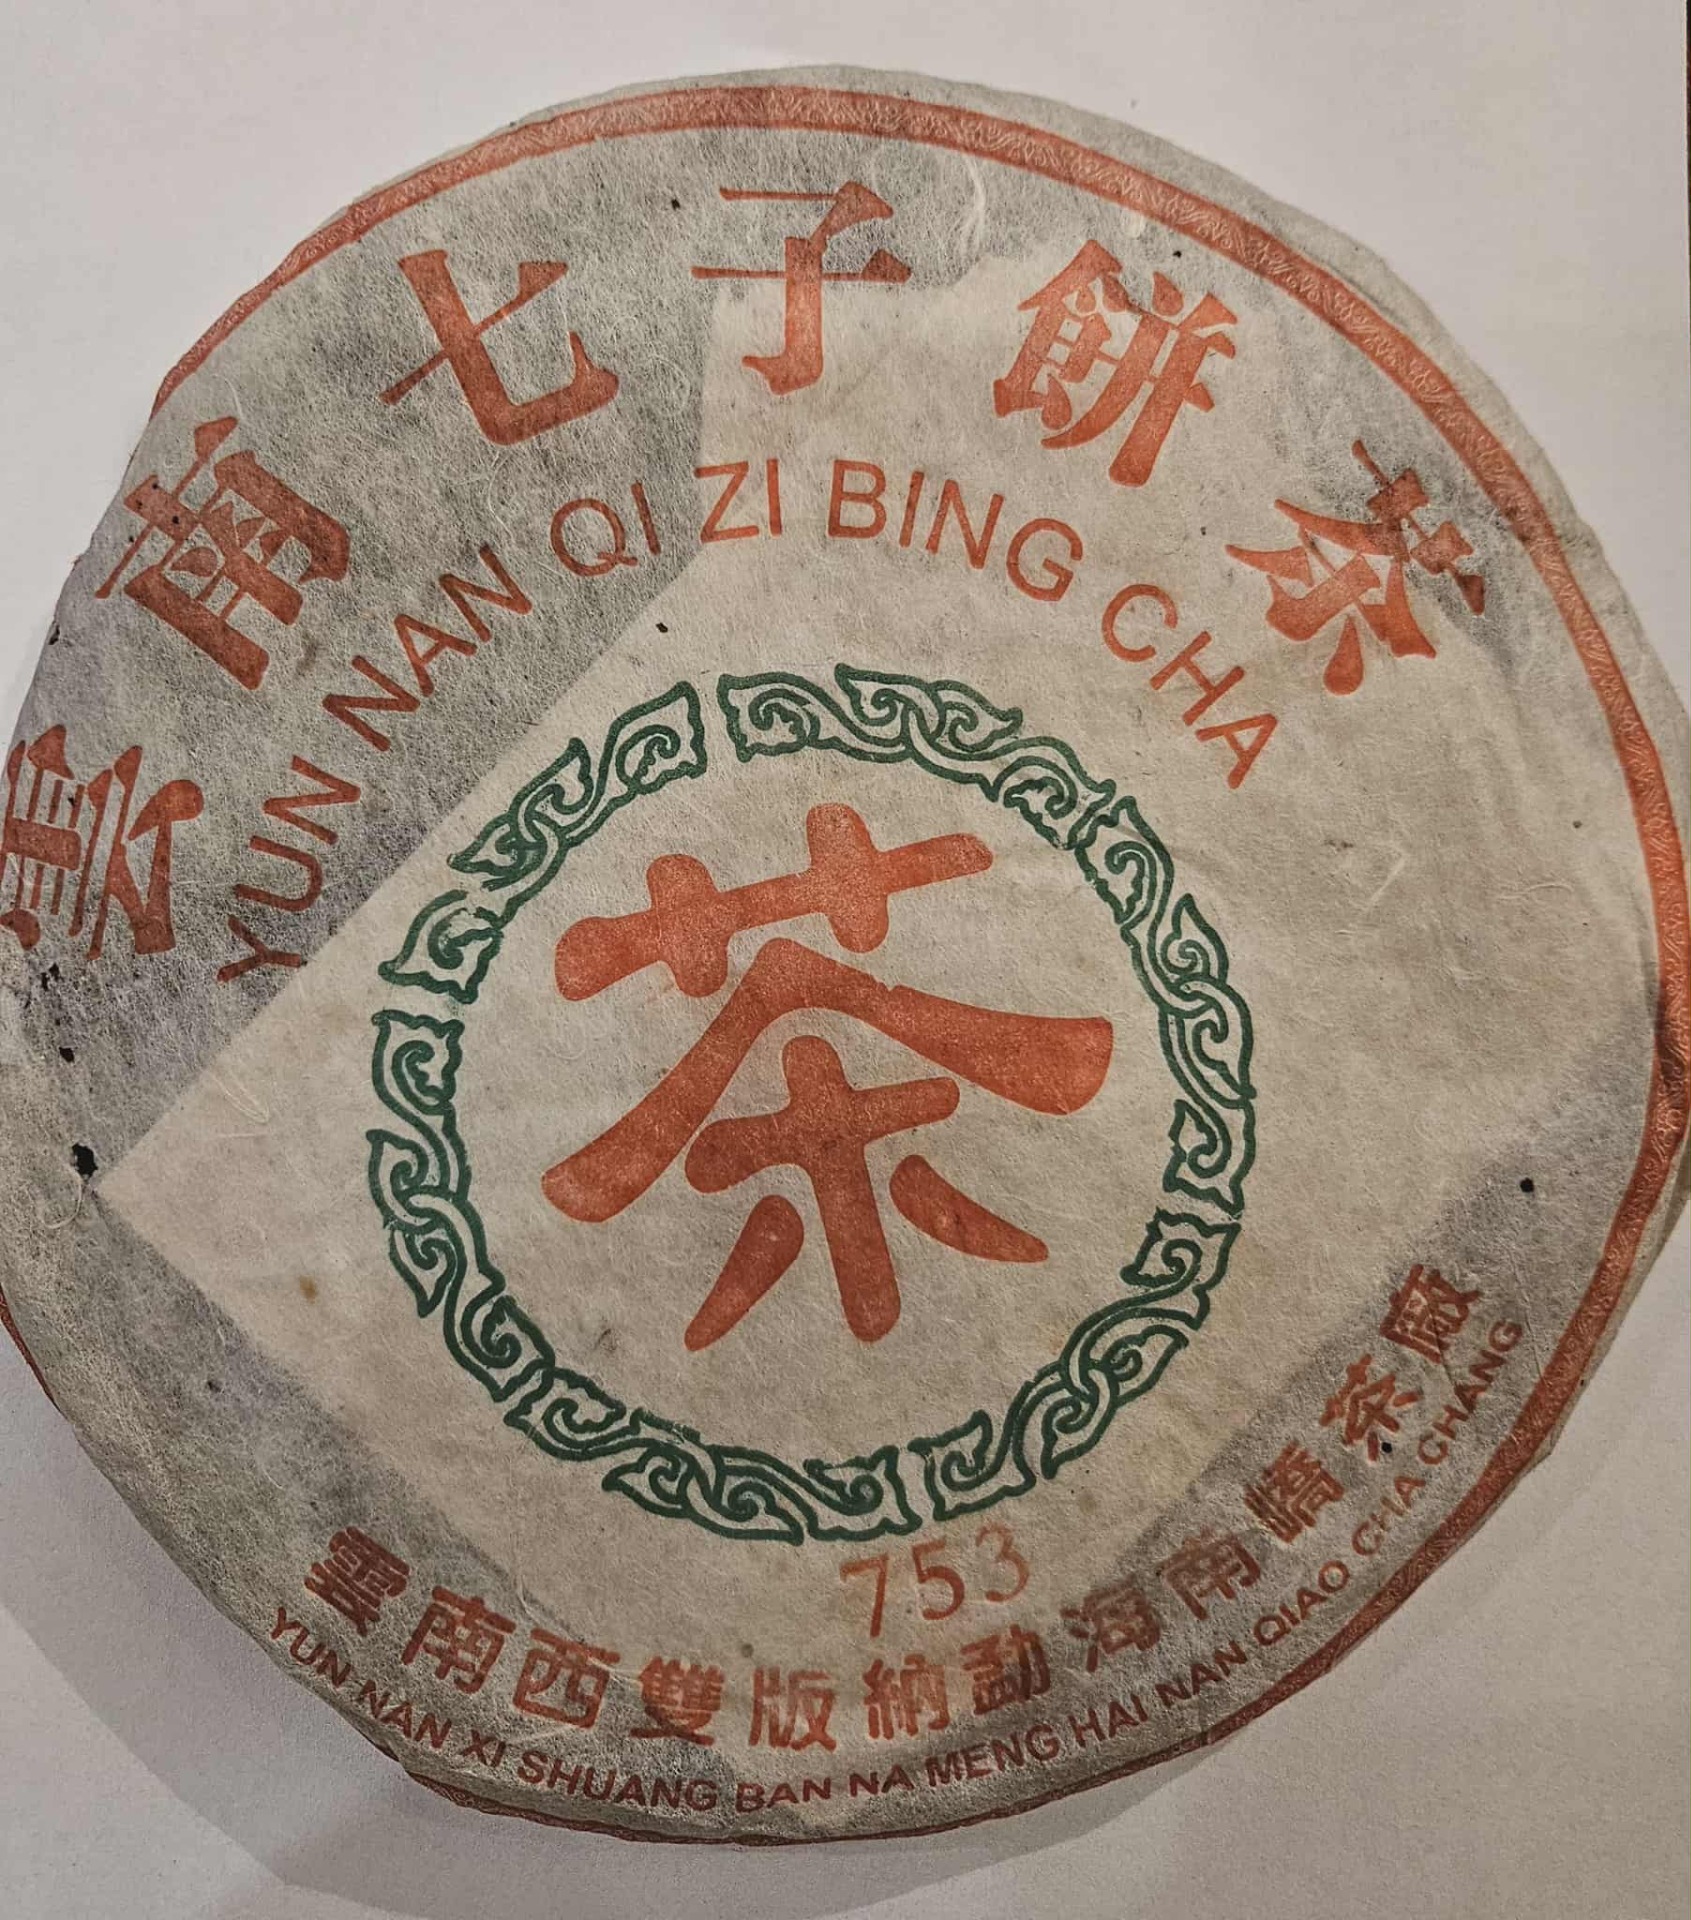 雲南七子餅茶
YUN NAN QI ZI BING CHA
茶
753
雲南西雙版納勐海南嶠茶廠
YUN NAN XI SHUANG BAN NA MENG HAI NAN QIAO CHA CHANG